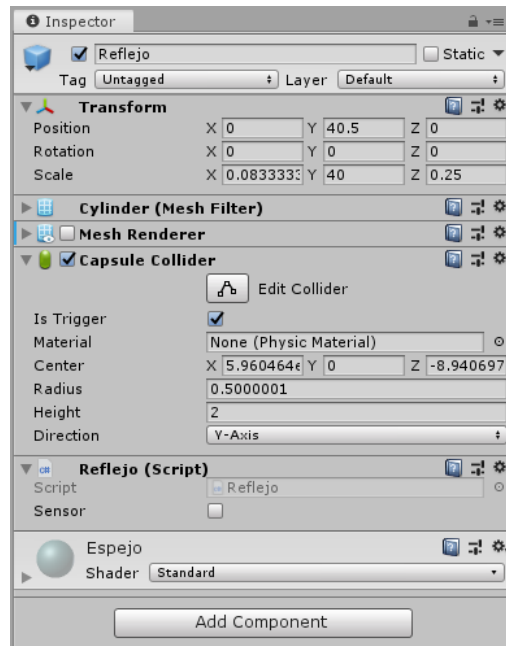 Inspector
Reflejo Static
Tag Untagged Layer Default
Transform
Position X 0 Y 40.5 Z 0
Rotation X 0 Y 0 Z 0
Scale X 0.0833333 Y 40 Z 0.25
Cylinder (Mesh Filter)
Mesh Renderer
Capsule Collider
Edit Collider
Is Trigger
Material None (Physic Material)
Center X 5.960464e Y 0 Z -8.940697
Radius 0.5000001
Height 2
Direction Y-Axis
Reflejo (Script)
Script Reflejo
Sensor
Espejo
Shader Standard
Add Component